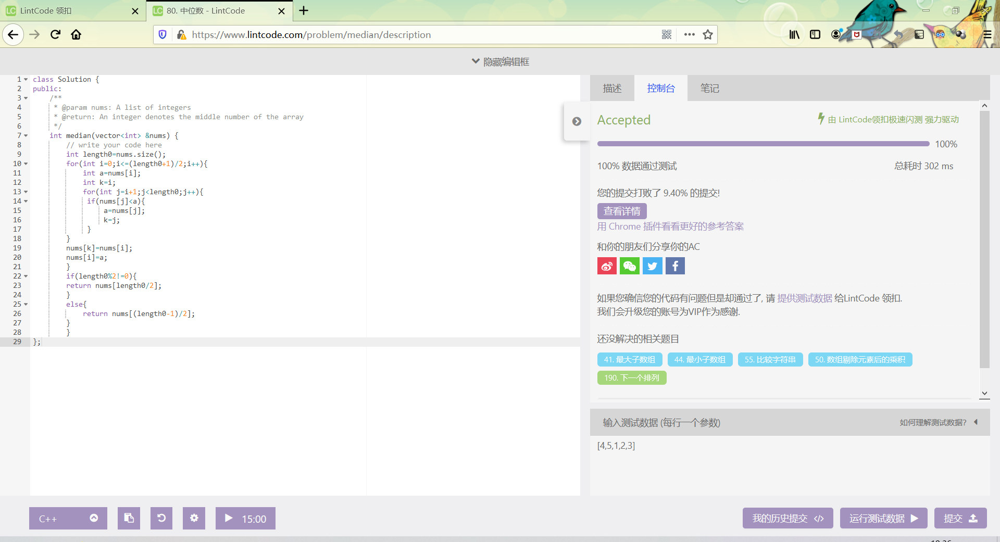 LintCode 领扣
80. 中位数 - LintCode
https://www.lintcode.com/problem/median/description
隐藏编辑框
1 class Solution {
2 public:
3 /**
4 * @param nums: A list of integers
5 * @return: An integer denotes the middle number of the array
6 */
7 int median(vector<int> &nums) {
8 // write your code here
9 int length0=nums.size();
10 for(int i=0;i<=(length0+1)/2;i++){
11 int a=nums[i];
12 int k=i;
13 for(int j=i+1;j<length0;j++){
14 if(nums[j]<a){
15 a=nums[j];
16 k=j;
17 }
18 }
19 nums[k]=nums[i];
20 nums[i]=a;
21 }
22 if(length0%2!=0){
23 return nums[length0/2];
24 }
25 else{
26 return nums[(length0-1)/2];
27 }
28 }
29 };
C++
15:00
描述 控制台 笔记
Accepted
由 LintCode领扣极速闪测 强力驱动
100%
100% 数据通过测试
总耗时 302 ms
您的提交打败了 9.40% 的提交!
查看详情
用 Chrome 插件看看更好的参考答案
和你的朋友们分享你的AC
如果您确信您的代码有问题但是却通过了, 请 提供测试数据 给LintCode 领扣.
我们会升级您的账号为VIP作为感谢.
还没解决的相关题目
41. 最大子数组 44. 最小子数组 55. 比较字符串 50. 数组剔除元素后的乘积
190. 下一个排列
输入测试数据 (每行一个参数)
如何理解测试数据?
[4,5,1,2,3]
我的历史提交 运行测试数据 提交